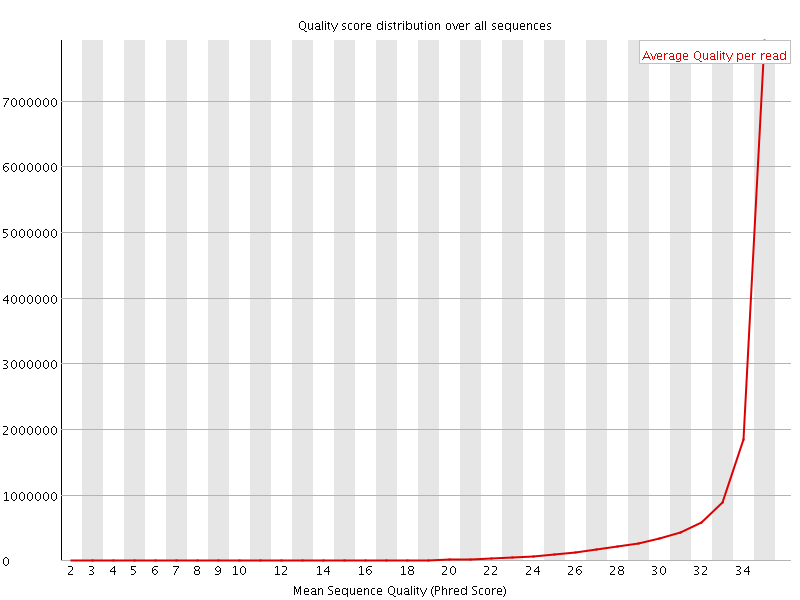 Quality score distribution over all sequences
Average Quality per read
7000000
6000000
5000000
4000000
3000000
2000000
1000000
0
2 3 4 5 6 7 8 9 10 12 14 16 18 20 22 24 26 28 30 32 34
Mean Sequence Quality (Phred Score)